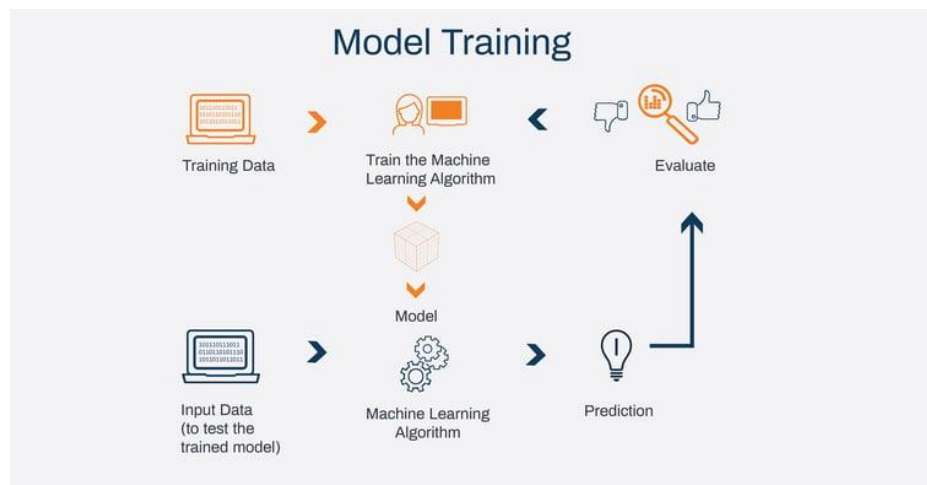 Model Training
Training Data
Train the Machine
Learning Algorithm
Evaluate
Model
Input Data
(to test the
trained model)
Machine Learning
Algorithm
Prediction